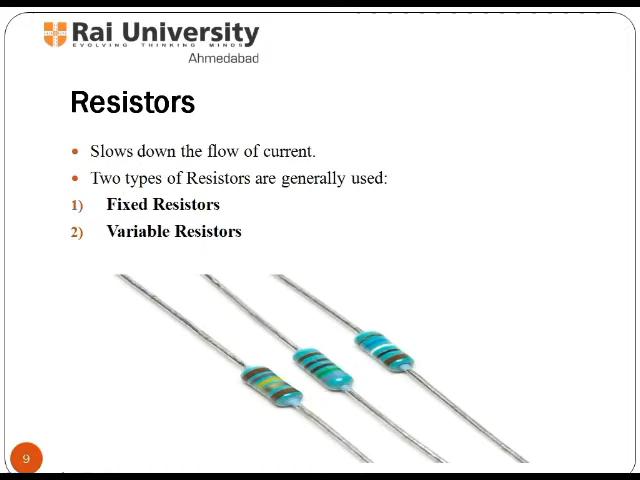 Rai University
EVOLVING THINKING MINDS
Ahmedabad
Resistors
• Slows down the flow of current.
• Two types of Resistors are generally used:
1) Fixed Resistors
2) Variable Resistors
9